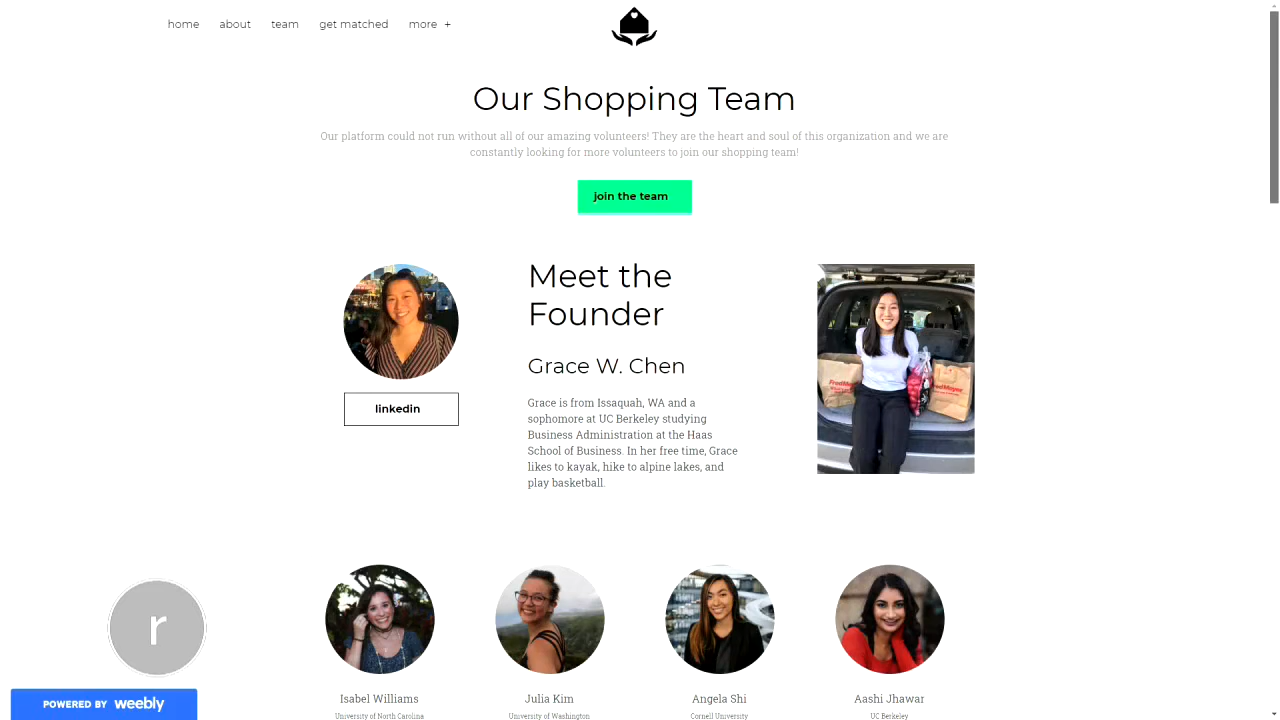 home about team get matched more +
Our Shopping Team
Our platform could not run without all of our amazing volunteers! They are the heart and soul of this organization and we are
constantly looking for more volunteers to join our shopping team!
join the team
Meet the
Founder
Grace W. Chen
Grace is from Issaquah, WA and a
sophomore at UC Berkeley studying
Business Administration at the Haas
School of Business. In her free time, Grace
likes to kayak, hike to alpine lakes, and
play basketball.
linkedin
FredMeyer
FredMeyer
r
Isabel Williams
University of North Carolina
Julia Kim
University of Washington
Angela Shi
Cornell University
Aashi Jhawar
UC Berkeley
POWERED BY weebly